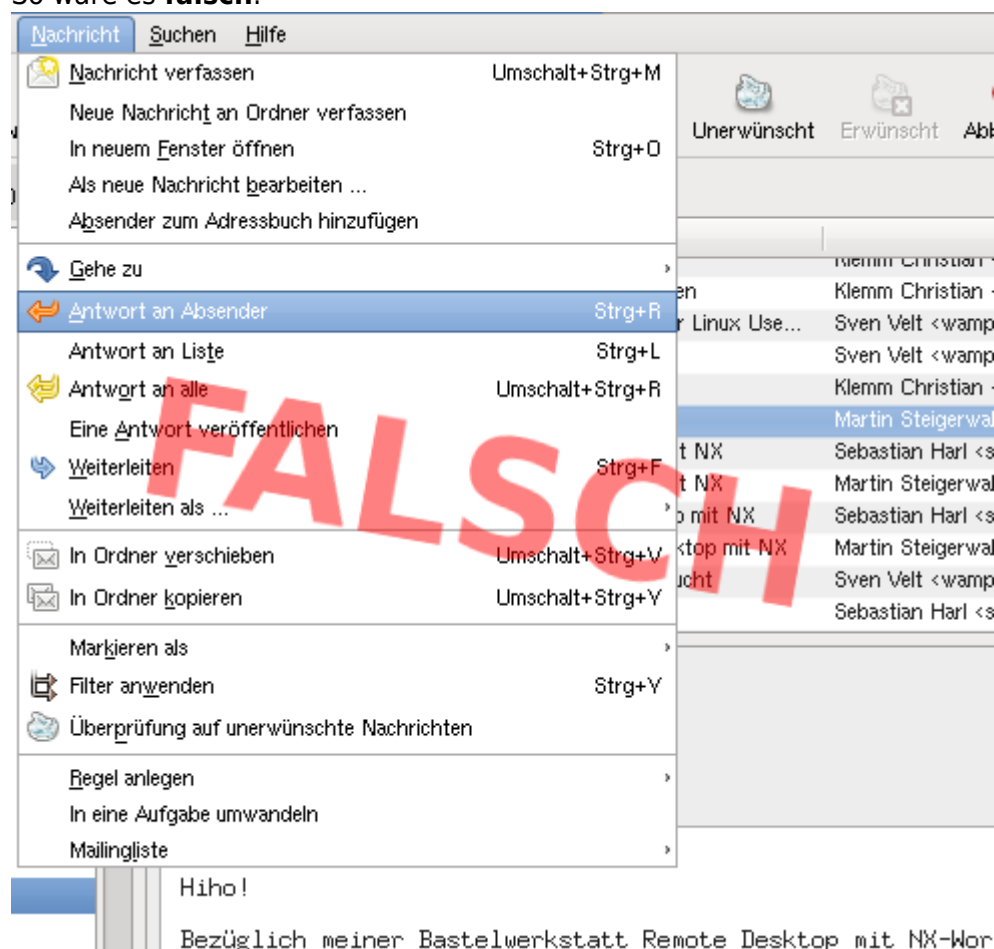 So wäre es falsch:
Nachricht Suchen Hilfe
Nachricht verfassen Umschalt+Strg+M
Neue Nachricht an Ordner verfassen
In neuem Fenster öffnen Strg+O
Als neue Nachricht bearbeiten ...
Absender zum Adressbuch hinzufügen
Gehe zu
Antwort an Absender Strg+R
Antwort an Liste Strg+L
Antwort an alle Umschalt+Strg+R
Eine Antwort veröffentlichen
Weiterleiten Strg+F
Weiterleiten als ...
In Ordner verschieben Umschalt+Strg+V
In Ordner kopieren Umschalt+Strg+Y
Markieren als
Filter anwenden Strg+Y
Überprüfung auf unerwünschte Nachrichten
Regel anlegen
In eine Aufgabe umwandeln
Mailingliste
FALSCH
Unerwünscht Erwünscht Abb
Klemm Christian
en Klemm Christian
r Linux Use... Sven Velt <wamp
Sven Velt <wamp
Klemm Christian
Martin Steigerwal
t NX Sebastian Harl <s
t NX Martin Steigerwal
p mit NX Sebastian Harl <s
ktop mit NX Martin Steigerwal
ucht Sven Velt <wamp
Sebastian Harl <s
Hiho!
Bezüglich meiner Bastelwerkstatt Remote Desktop mit NX-Wor